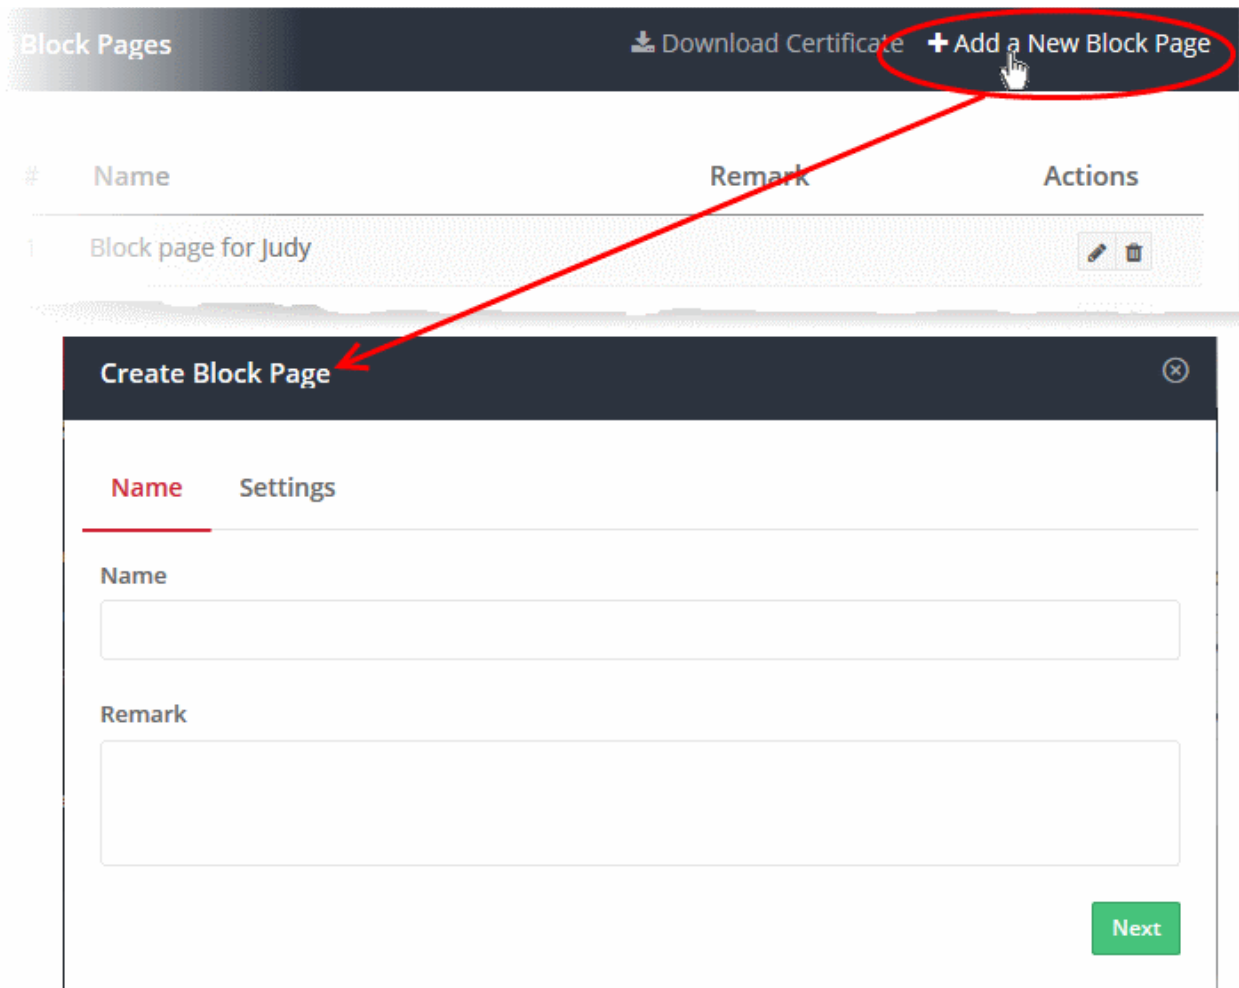 Block Pages Download Certificate Add a New Block Page
# Name Remark Actions
1 Block page for Judy
Create Block Page
Name Settings
Name
Remark
Next